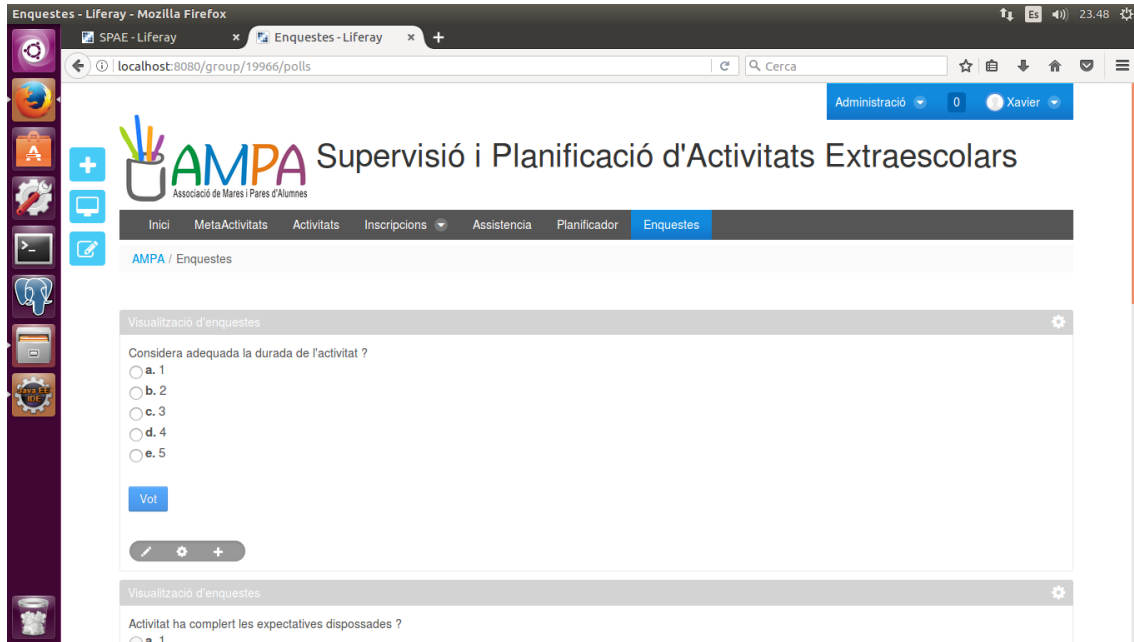 Enquestes - Liferay - Mozilla Firefox
Es
23.48
SPAE - Liferay ×
Enquestes - Liferay × +
localhost:8080/group/19966/polls
Cerca
Administració 0 Xavier
AMPA
Associació de Mares i Pares d'Alumnes
Supervisió i Planificació d'Activitats Extraescolars
Inici MetaActivitats Activitats Inscripcions Assistencia Planificador Enquestes
AMPA / Enquestes
Visualització d'enquestes
Considera adequada la durada de l'activitat ?
a. 1
b. 2
c. 3
d. 4
e. 5
Vot
Visualització d'enquestes
Activitat ha complert les expectatives dispossades ?
a. 1
Java EE
IDE